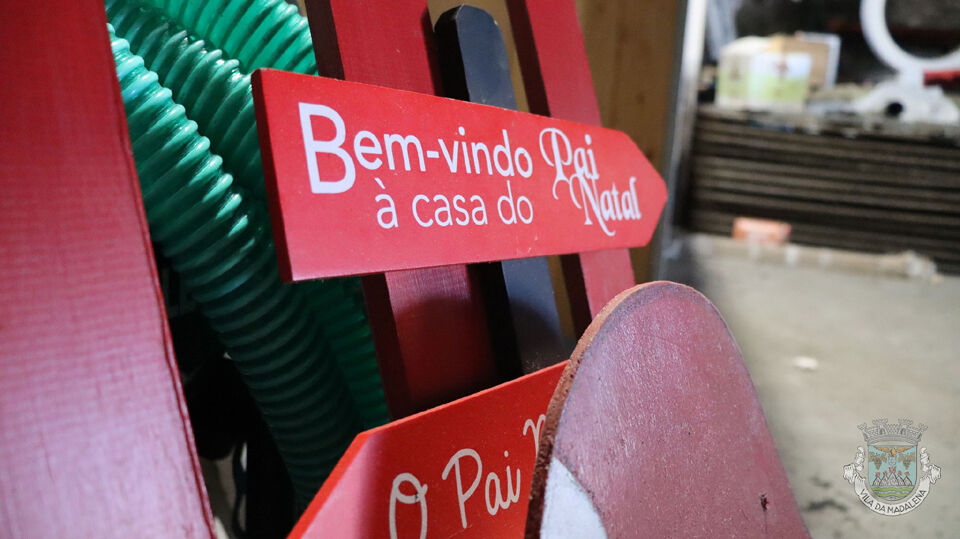 Bem-vindo Pai
à casa do Natal
O Pai
VILA DA MADALENA